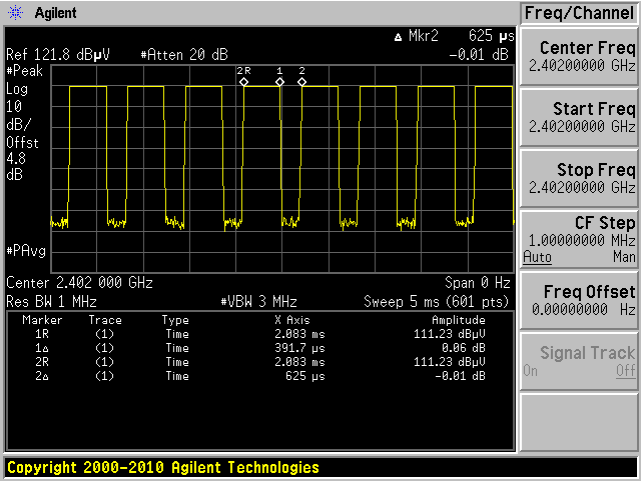 Agilent
Freq/Channel
Δ Mkr2 625 µs
Ref 121.8 dBµV #Atten 20 dB -0.01 dB
#Peak
Log
10
dB/
Offst
4.8
dB
#PAvg
2R 1 2
Center 2.402 000 GHz Span 0 Hz
Res BW 1 MHz #VBW 3 MHz Sweep 5 ms (601 pts)
Marker Trace Type X Axis Amplitude
1R (1) Time 2.083 ms 111.23 dBµV
1Δ (1) Time 391.7 µs 0.06 dB
2R (1) Time 2.083 ms 111.23 dBµV
2Δ (1) Time 625 µs -0.01 dB
Center Freq
2.40200000 GHz
Start Freq
2.40200000 GHz
Stop Freq
2.40200000 GHz
CF Step
1.00000000 MHz
Auto Man
Freq Offset
0.00000000 Hz
Signal Track
On Off
Copyright 2000-2010 Agilent Technologies